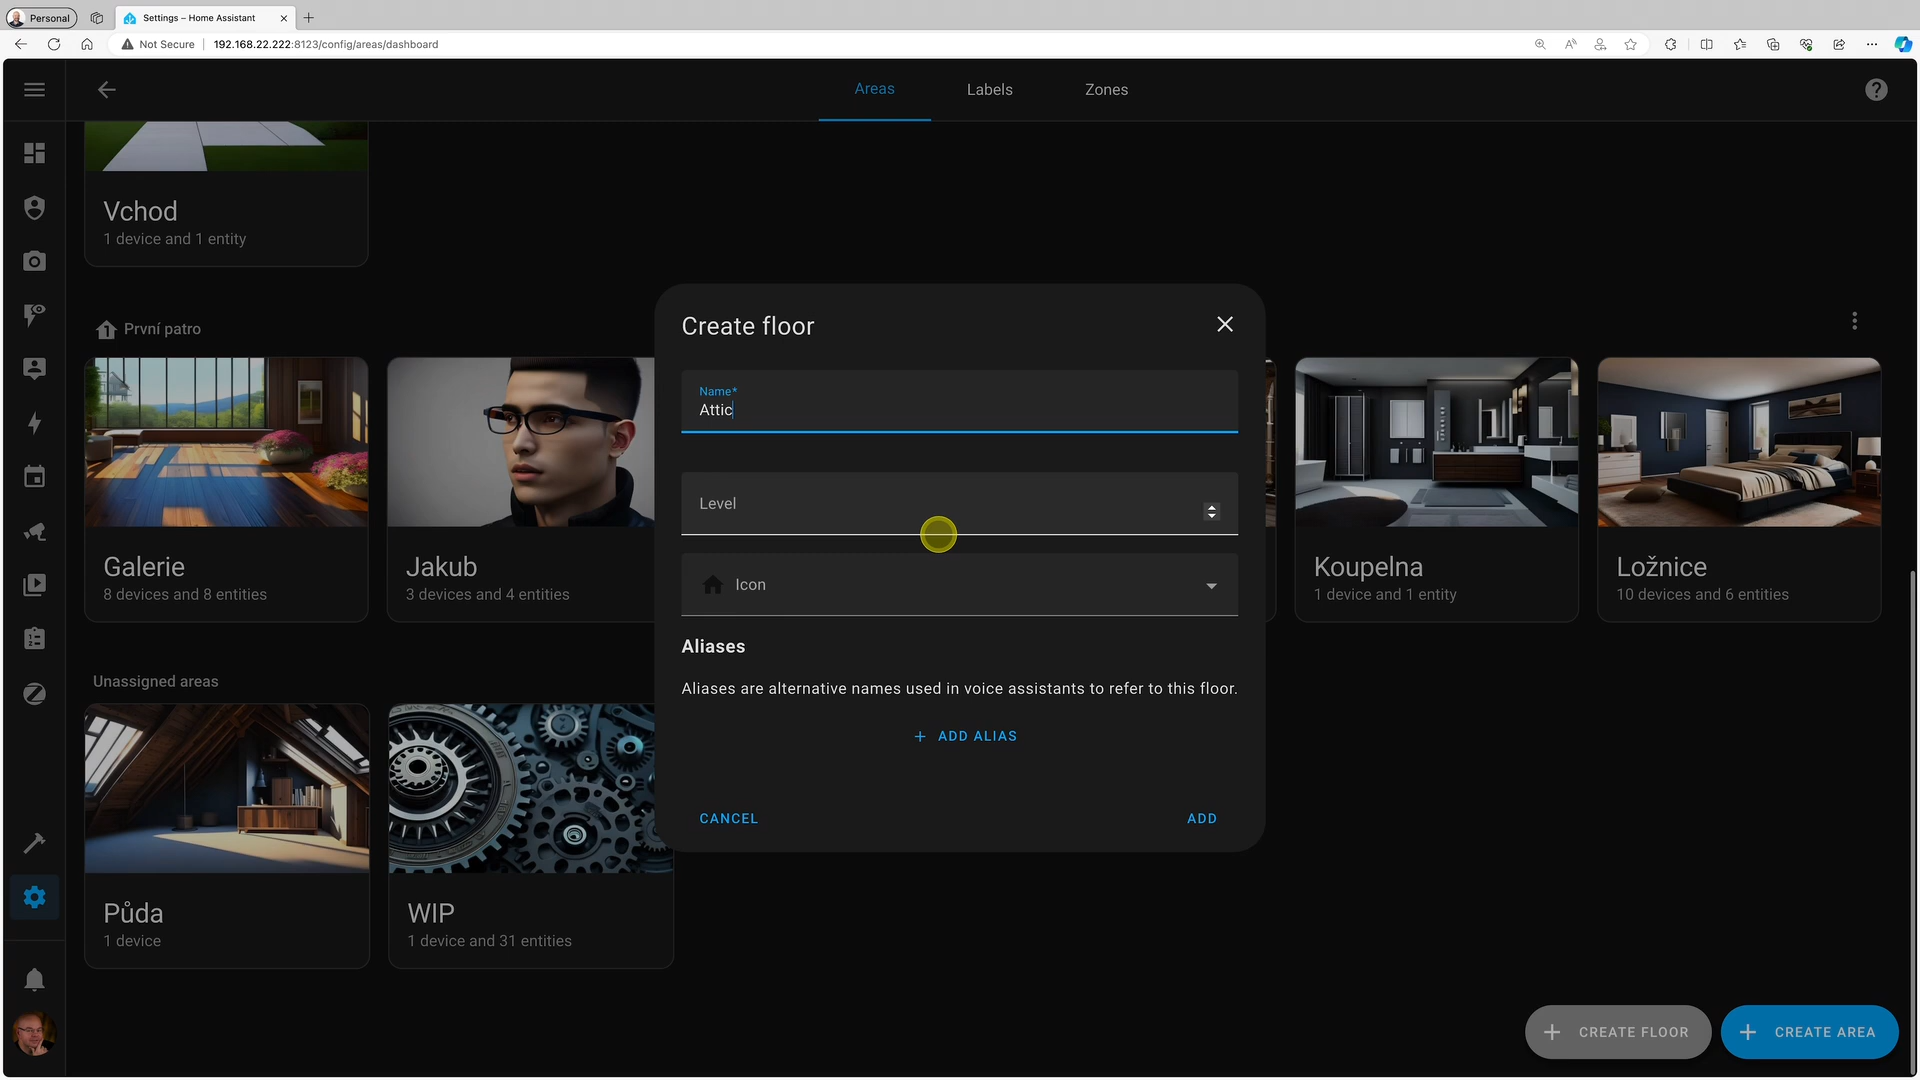 Personal
Settings – Home Assistant
Not Secure
192.168.22.222:8123/config/areas/dashboard
Areas
Labels
Zones
Vchod
1 device and 1 entity
První patro
Create floor
Name*
Attic
Level
Icon
Aliases
Aliases are alternative names used in voice assistants to refer to this floor.
ADD ALIAS
CANCEL
ADD
Galerie
8 devices and 8 entities
Jakub
3 devices and 4 entities
Koupelna
1 device and 1 entity
Ložnice
10 devices and 6 entities
Unassigned areas
Půda
1 device
WIP
1 device and 31 entities
CREATE FLOOR
CREATE AREA